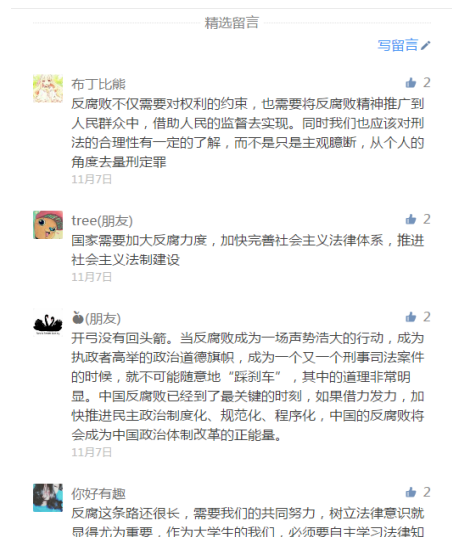 精选留言
写留言
布丁比熊 2
反腐败不仅需要对权利的约束，也需要将反腐败精神推广到
人民群众中，借助人民的监督去实现。同时我们也应该对刑
法的合理性有一定的了解，而不是只是主观臆断，从个人的
角度去量刑定罪
11月7日
tree(朋友) 2
国家需要加大反腐力度，加快完善社会主义法律体系，推进
社会主义法制建设
11月7日
(朋友) 2
开弓没有回头箭。当反腐败成为一场声势浩大的行动，成为
执政者高举的政治道德旗帜，成为一个又一个刑事司法案件
的时候，就不可能随意地“踩刹车”，其中的道理非常明
显。中国反腐败已经到了最关键的时刻，如果借力发力，加
快推进民主政治制度化、规范化、程序化，中国的反腐败将
会成为中国政治体制改革的正能量。
11月7日
你好有趣 2
反腐这条路还很长，需要我们的共同努力，树立法律意识就
显得尤为重要，作为大学生的我们，必须要自主学习法律知